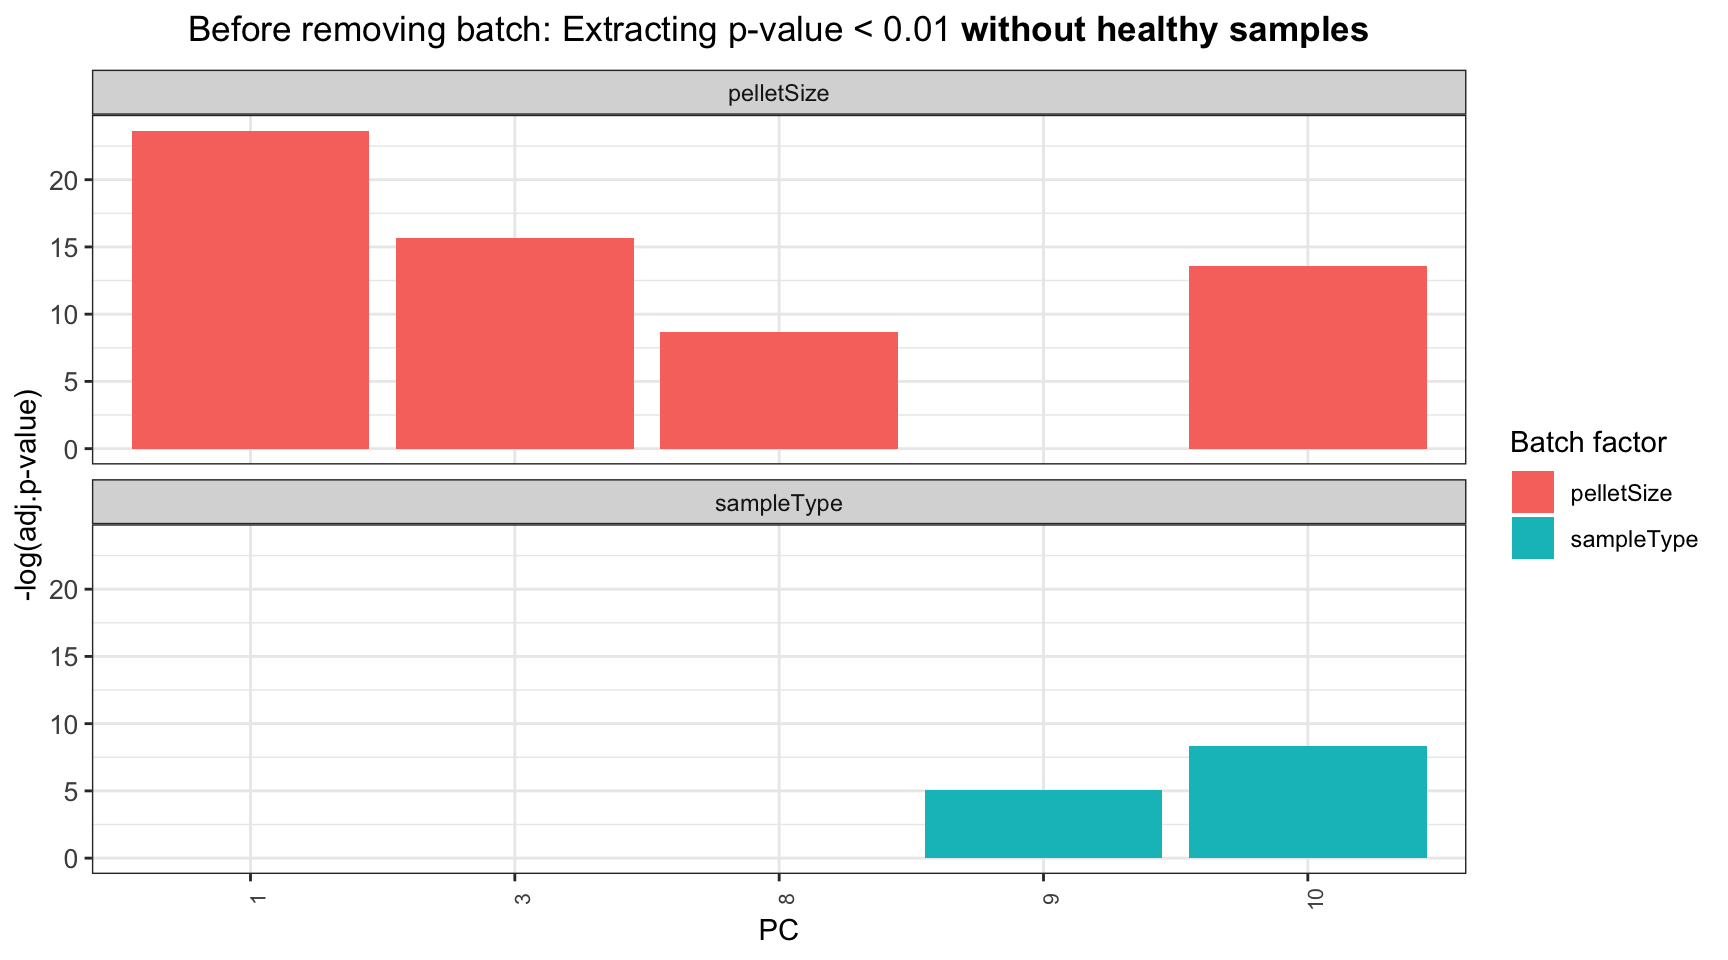 Before removing batch: Extracting p-value < 0.01 without healthy samples
pelletSize
20
15
10
5
0
sampleType
20
15
10
5
0
-log(adj.p-value)
1
3
8
9
10
PC
Batch factor
pelletSize
sampleType